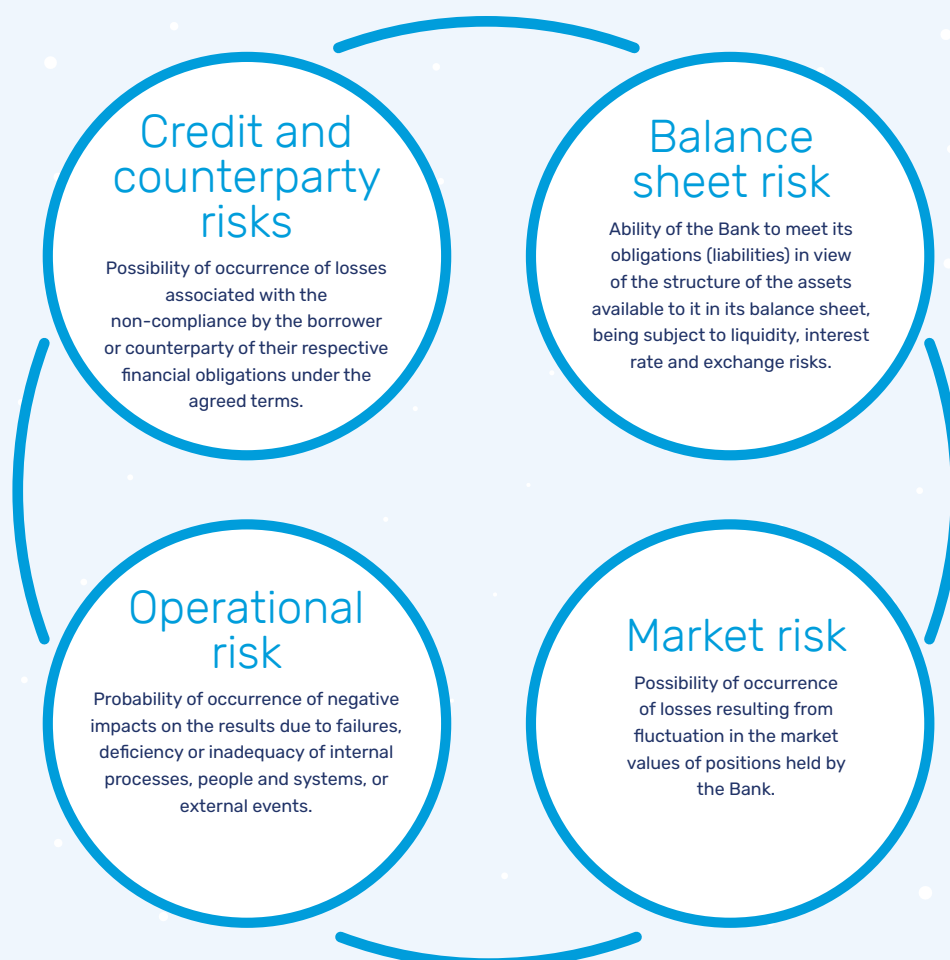 Credit and
counterparty
risks
Possibility of occurrence of losses
associated with the
non-compliance by the borrower
or counterparty of their respective
financial obligations under the
agreed terms.
Balance
sheet risk
Ability of the Bank to meet its
obligations (liabilities) in view
of the structure of the assets
available to it in its balance sheet,
being subject to liquidity, interest
rate and exchange risks.
Operational
risk
Probability of occurrence of negative
impacts on the results due to failures,
deficiency or inadequacy of internal
processes, people and systems, or
external events.
Market risk
Possibility of occurrence
of losses resulting from
fluctuation in the market
values of positions held by
the Bank.